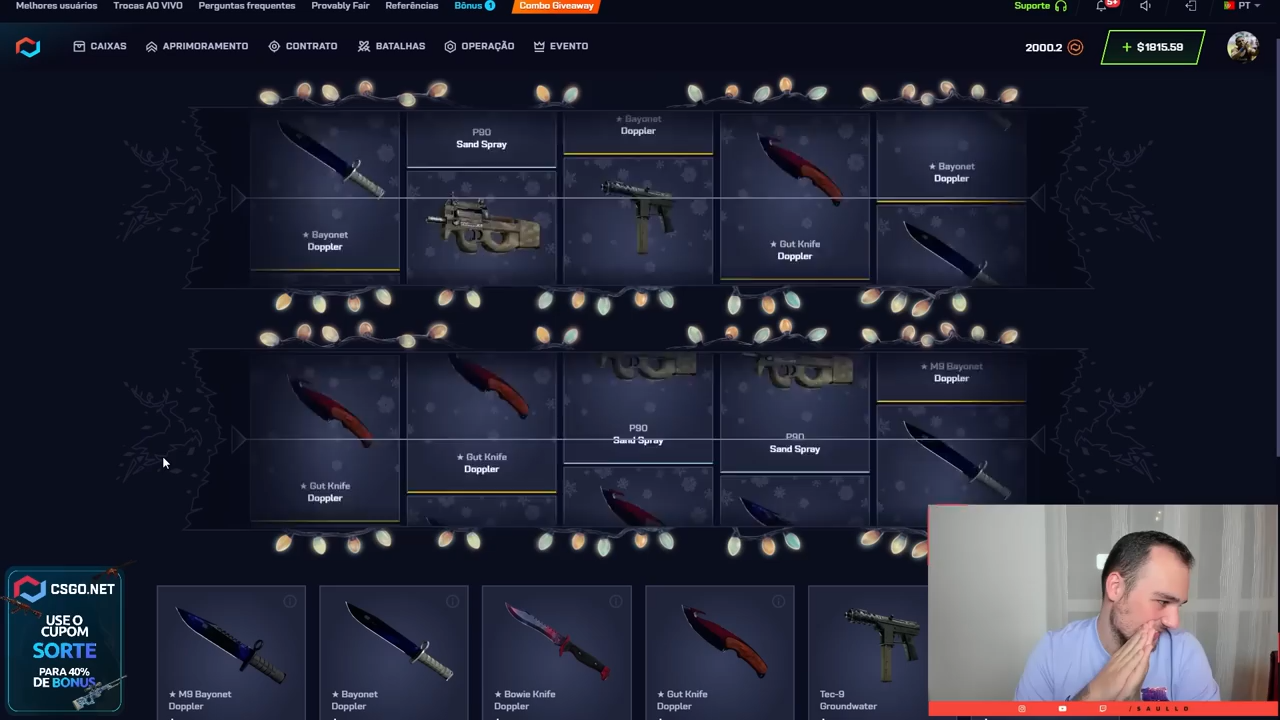 Melhores usuários Trocas AO VIVO Perguntas frequentes Provably Fair Referências Bônus 1 Combo Giveaway Suporte 5+ PT
CAIXAS APRIMORAMENTO CONTRATO BATALHAS OPERAÇÃO EVENTO 2000.2 + $1815.59
★ Bayonet
Doppler
P90
Sand Spray
★ Bayonet
Doppler
★ Gut Knife
Doppler
★ Bayonet
Doppler
★ Gut Knife
Doppler
★ Gut Knife
Doppler
P90
Sand Spray
P90
Sand Spray
★ M9 Bayonet
Doppler
CSGO.NET
USE O
CUPOM
SORTE
PARA 40%
DE BÔNUS
★ M9 Bayonet
Doppler
★ Bayonet
Doppler
★ Bowie Knife
Doppler
★ Gut Knife
Doppler
Tec-9
Groundwater
/ S A U L L O